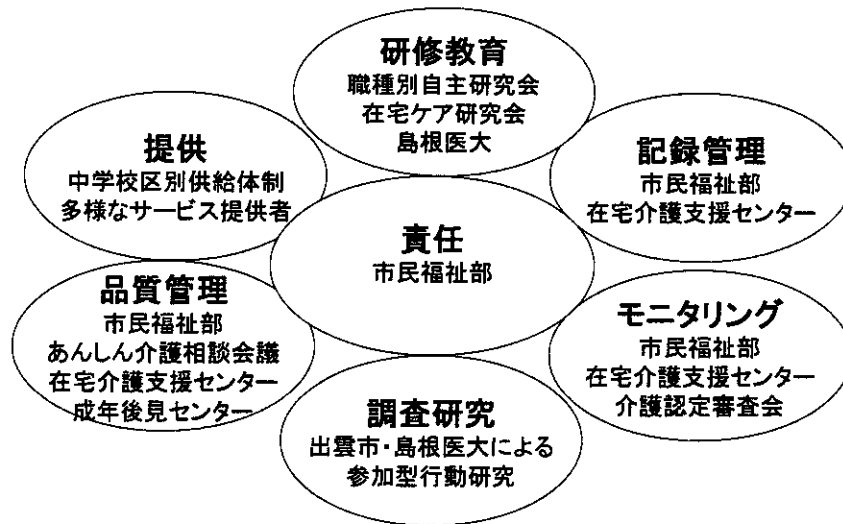 研修教育
職種別自主研究会
在宅ケア研究会
島根医大
提供
中学校区別供給体制
多様なサービス提供者
記録管理
市民福祉部
在宅介護支援センター
責任
市民福祉部
品質管理
市民福祉部
あんしん介護相談会議
在宅介護支援センター
成年後見センター
モニタリング
市民福祉部
在宅介護支援センター
介護認定審査会
調査研究
出雲市・島根医大による
参加型行動研究